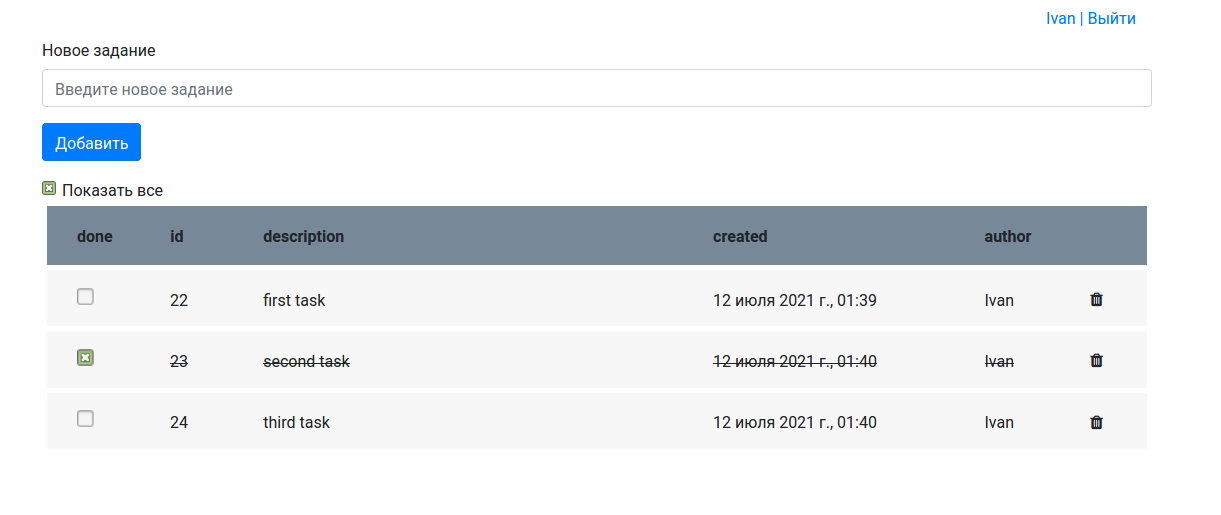 Ivan | Выйти
Новое задание
Введите новое задание
Добавить
Показать все
done id description created author
22 first task 12 июля 2021 г., 01:39 Ivan
23 second task 12 июля 2021 г., 01:40 Ivan
24 third task 12 июля 2021 г., 01:40 Ivan